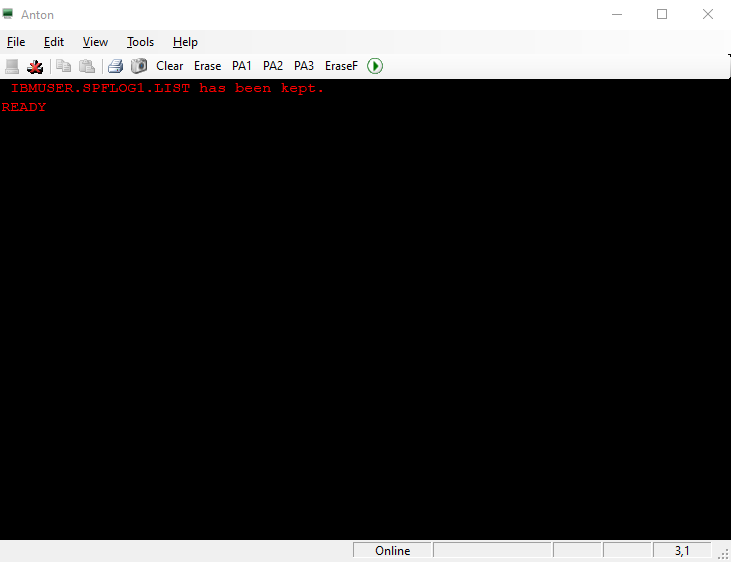 Anton
File Edit View Tools Help
Clear Erase PA1 PA2 PA3 EraseF
IBMUSER.SPFLOG1.LIST has been kept.
READY
Online 3,1